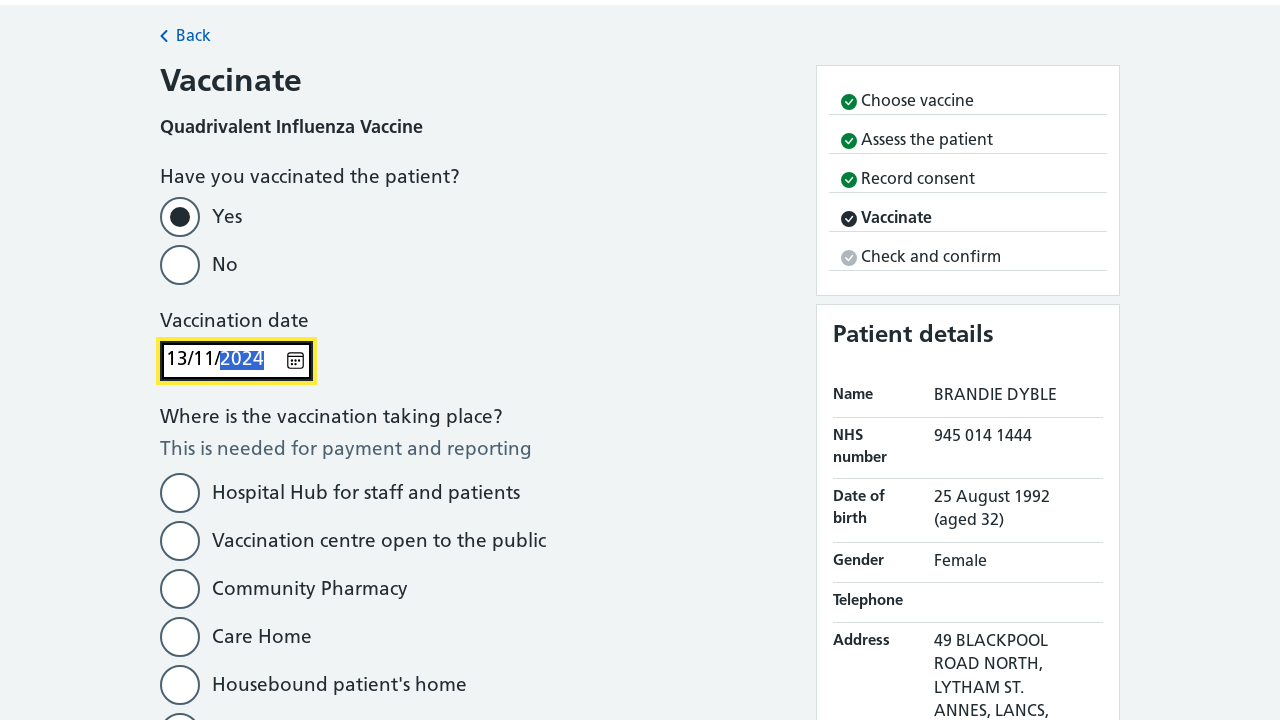 Back
Vaccinate
Quadrivalent Influenza Vaccine
Have you vaccinated the patient?
Yes
No
Vaccination date
13/11/2024
Where is the vaccination taking place?
This is needed for payment and reporting
Hospital Hub for staff and patients
Vaccination centre open to the public
Community Pharmacy
Care Home
Housebound patient's home
Choose vaccine
Assess the patient
Record consent
Vaccinate
Check and confirm
Patient details
Name BRANDIE DYBLE
NHS number 945 014 1444
Date of birth 25 August 1992
(aged 32)
Gender Female
Telephone
Address 49 BLACKPOOL
ROAD NORTH,
LYTHAM ST.
ANNES, LANCS,